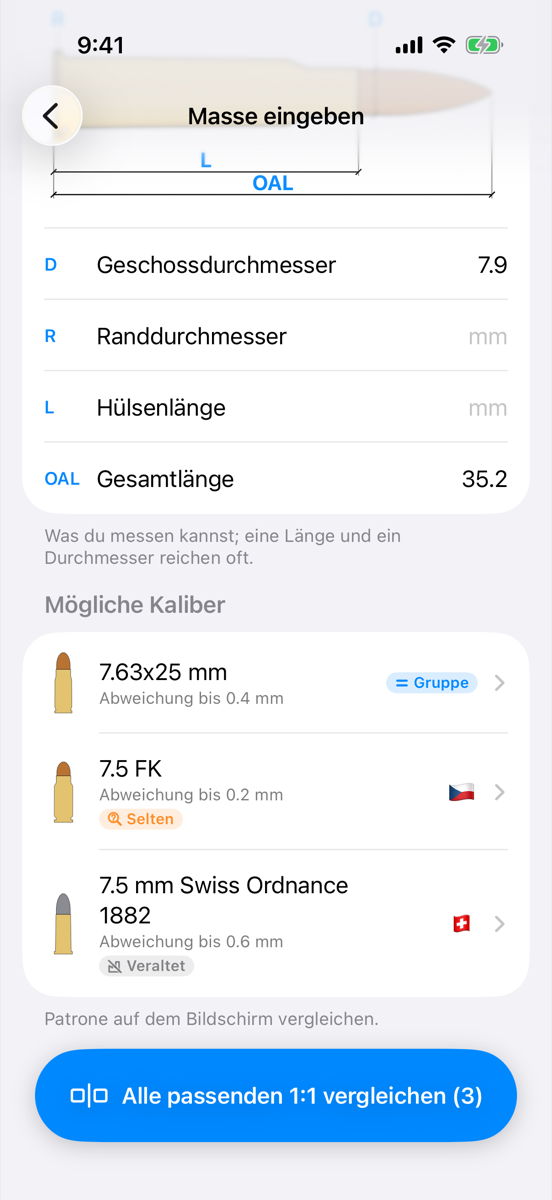 R
D
9:41
Masse eingeben
L
OAL
D Geschossdurchmesser 7.9
R Randdurchmesser mm
L Hülsenlänge mm
OAL Gesamtlänge 35.2
Was du messen kannst; eine Länge und ein
Durchmesser reichen oft.
Mögliche Kaliber
7.63x25 mm
Abweichung bis 0.4 mm
= Gruppe
7.5 FK
Abweichung bis 0.2 mm
Selten
7.5 mm Swiss Ordnance
1882
Abweichung bis 0.6 mm
Veraltet
Patrone auf dem Bildschirm vergleichen.
Alle passenden 1:1 vergleichen (3)